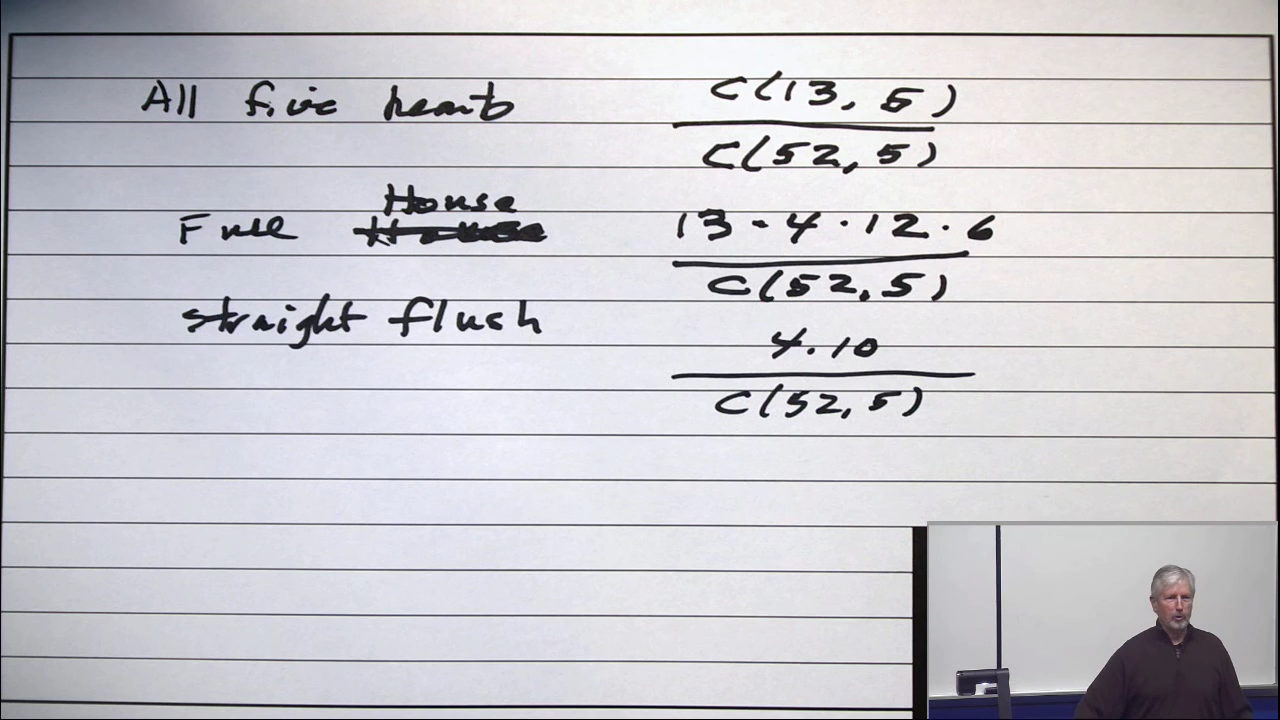 All five hearts C(13, 5)
C(52, 5)
House
Full House 13 · 4 · 12 · 6
C(52, 5)
straight flush
4 · 10
C(52, 5)